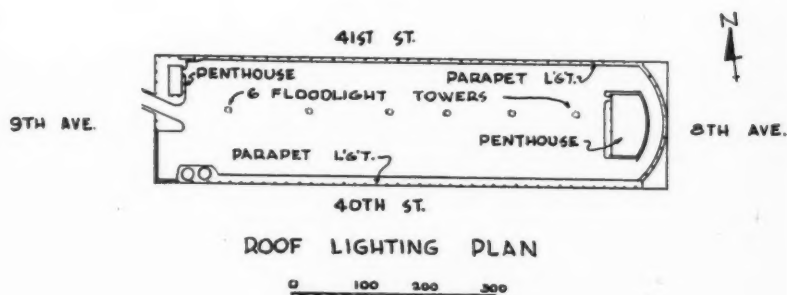 N
41ST ST.
PENTHOUSE
PARAPET L'G'T.
6 FLOODLIGHT TOWERS
9TH AVE.
8TH AVE.
PENTHOUSE
PARAPET L'G'T.
40TH ST.
ROOF LIGHTING PLAN
0 100 200 300